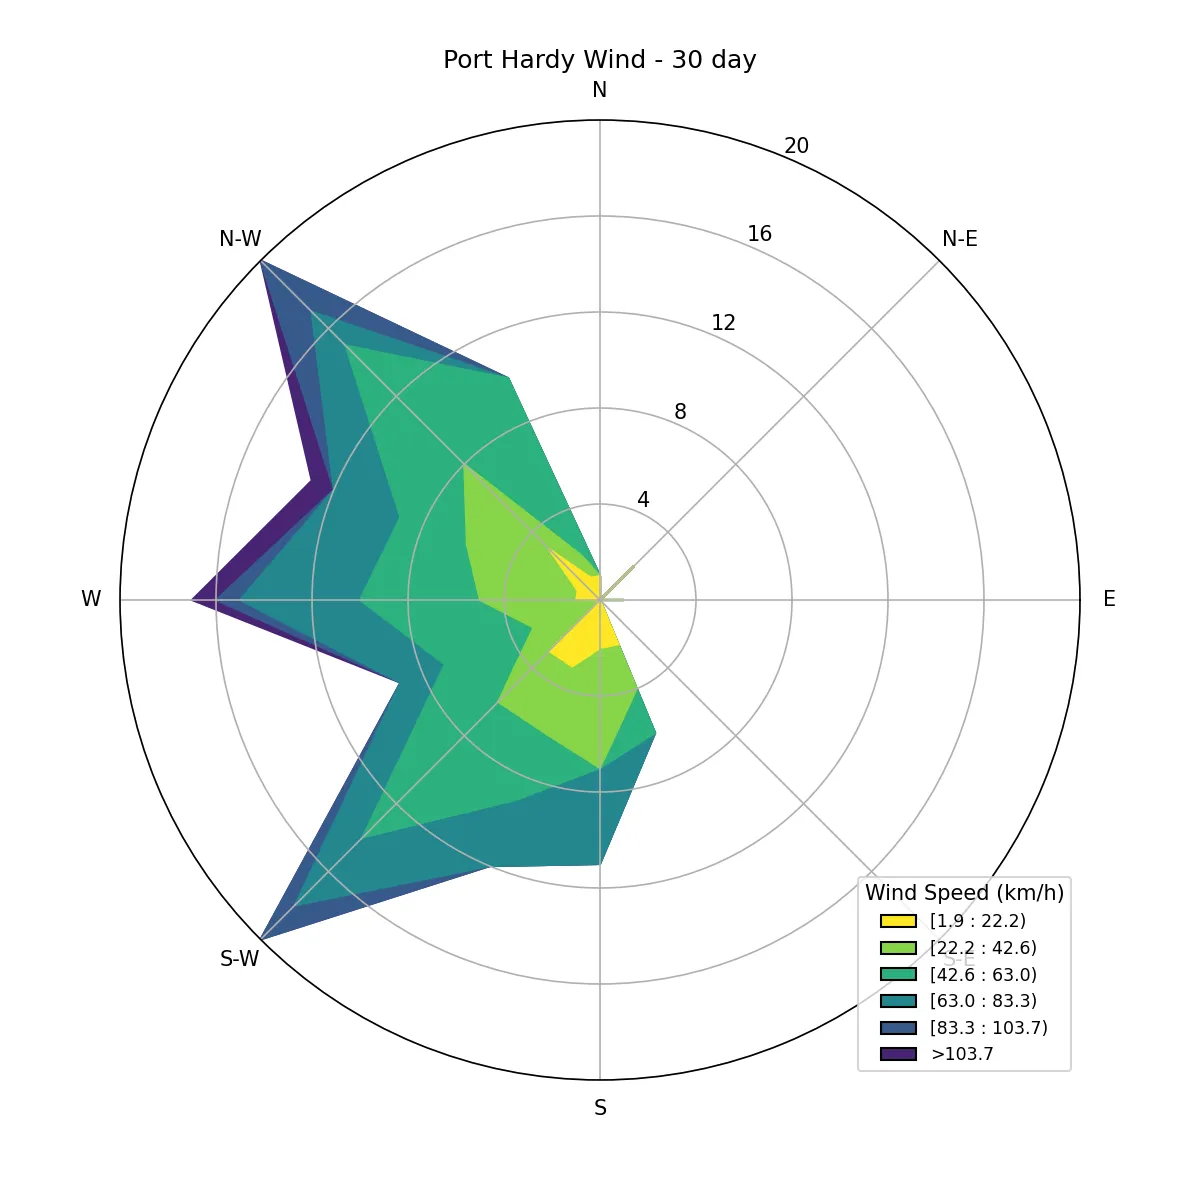 Port Hardy Wind - 30 day
N
20
16
N-W
N-E
12
8
4
W
E
Wind Speed (km/h)
[1.9 : 22.2)
[22.2 : 42.6)
S-W
S-E
[42.6 : 63.0)
[63.0 : 83.3)
[83.3 : 103.7)
>103.7
S